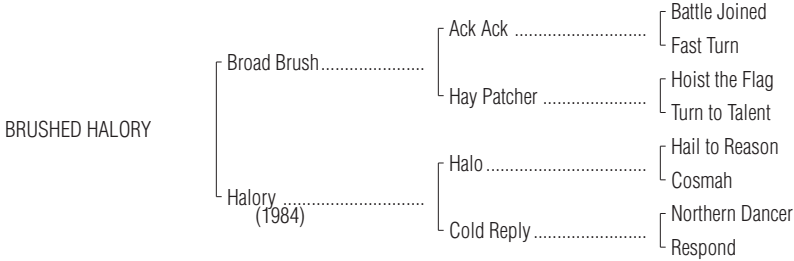 Battle Joined
Ack Ack ............................
Fast Turn
Broad Brush......................
Hoist the Flag
Hay Patcher ......................
Turn to Talent
BRUSHED HALORY
Hail to Reason
Halo..................................
Cosmah
Halory ..............................
(1984)
Northern Dancer
Cold Reply........................
Respond